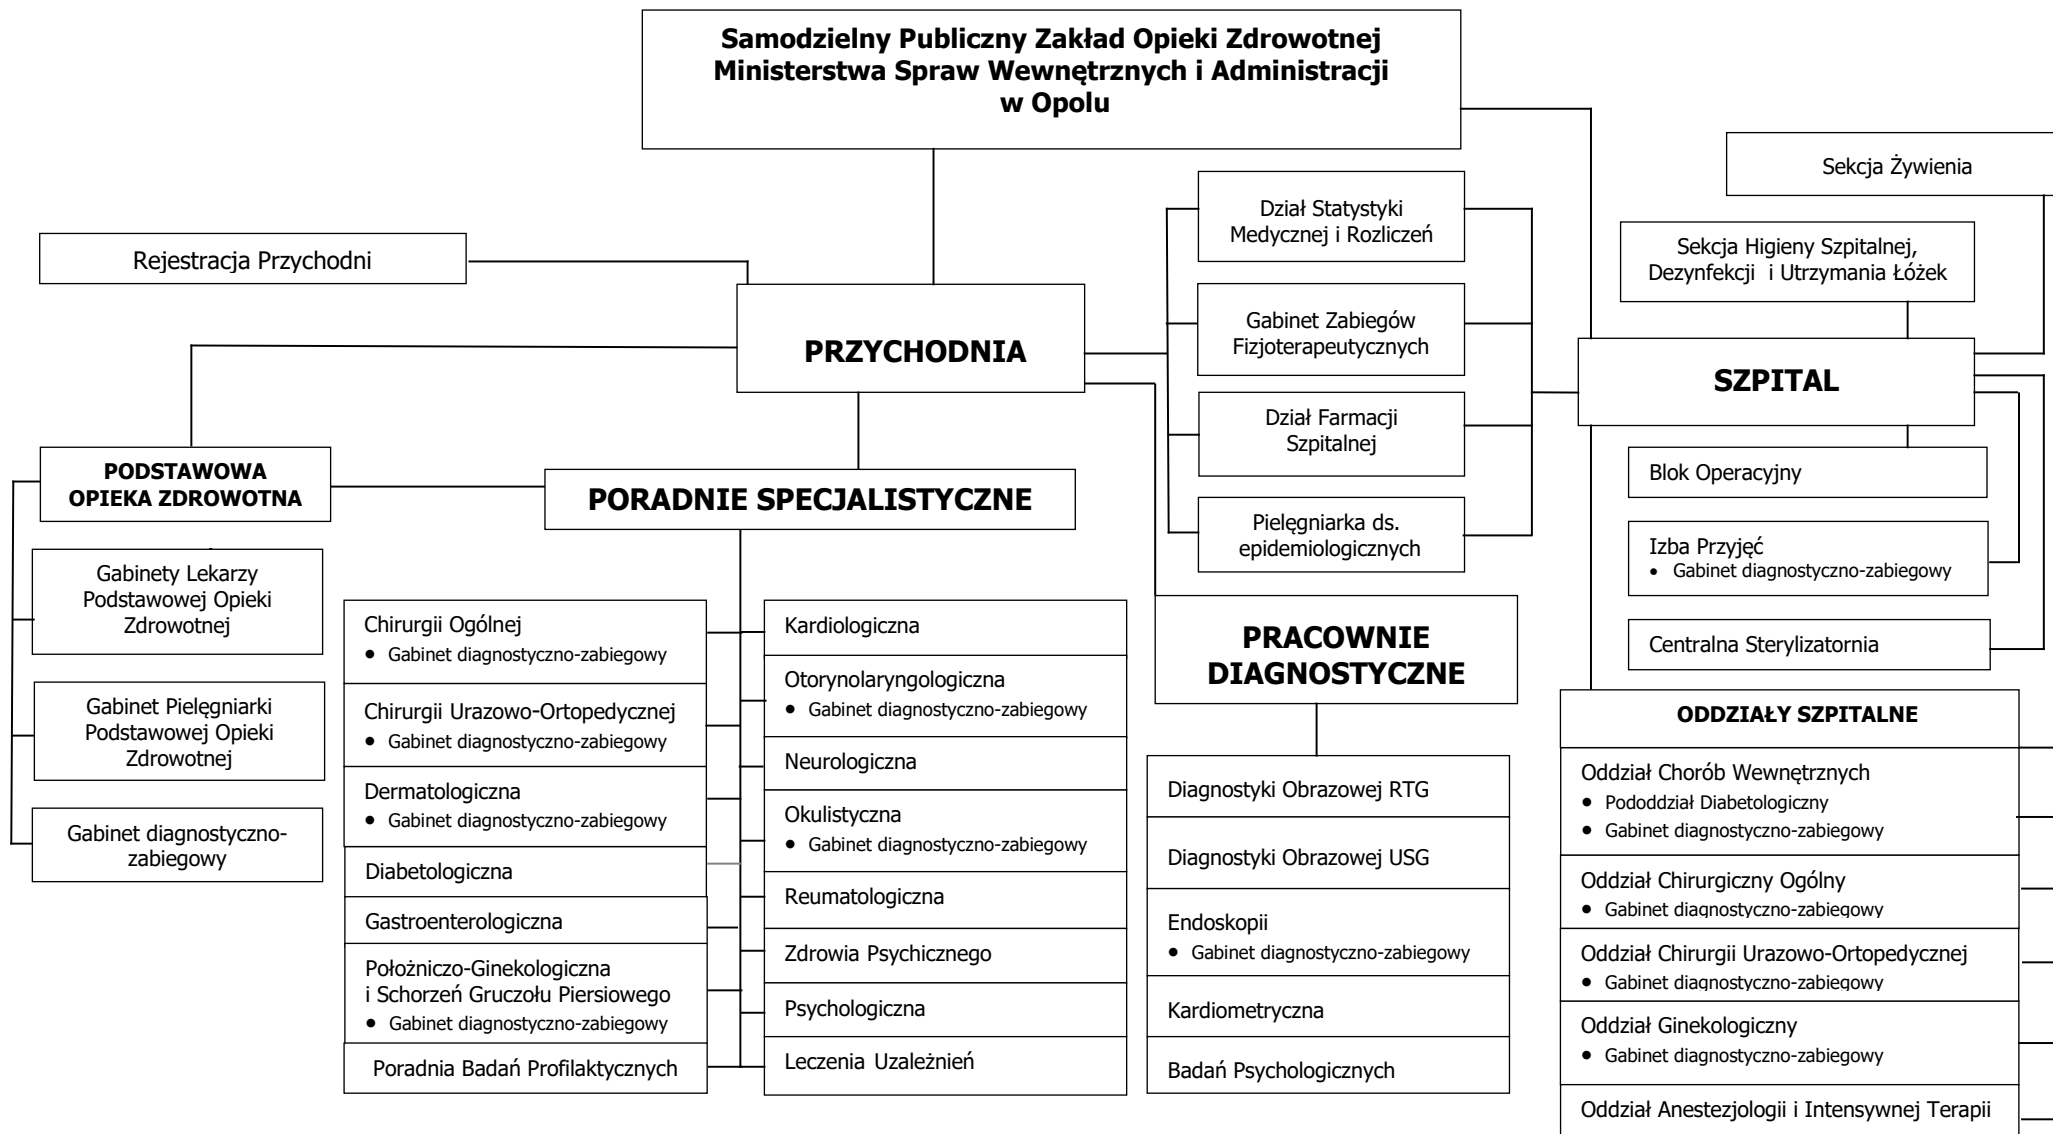 Samodzielny Publiczny Zakład Opieki Zdrowotnej
Ministerstwa Spraw Wewnętrznych i Administracji
w Opolu
Sekcja Żywienia
Dział Statystyki
Medycznej i Rozliczeń
Sekcja Higieny Szpitalnej,
Dezynfekcji i Utrzymania Łóżek
Rejestracja Przychodni
PRZYCHODNIA
Gabinet Zabiegów
Fizjoterapeutycznych
SZPITAL
Dział Farmacji
Szpitalnej
PODSTAWOWA
OPIEKA ZDROWOTNA
PORADNIE SPECJALISTYCZNE
Pielęgniarka ds.
epidemiologicznych
Blok Operacyjny
Izba Przyjęć
• Gabinet diagnostyczno-zabiegowy
Centralna Sterylizatornia
Gabinety Lekarzy
Podstawowej Opieki
Zdrowotnej
Gabinet Pielęgniarki
Podstawowej Opieki
Zdrowotnej
Gabinet diagnostyczno-
zabiegowy
Chirurgii Ogólnej
• Gabinet diagnostyczno-zabiegowy
Chirurgii Urazowo-Ortopedycznej
• Gabinet diagnostyczno-zabiegowy
Dermatologiczna
• Gabinet diagnostyczno-zabiegowy
Diabetologiczna
Gastroenterologiczna
Położniczo-Ginekologiczna
i Schorzeń Gruczołu Piersiowego
• Gabinet diagnostyczno-zabiegowy
Poradnia Badań Profilaktycznych
Kardiologiczna
Otorynolaryngologiczna
• Gabinet diagnostyczno-zabiegowy
Neurologiczna
Okulistyczna
• Gabinet diagnostyczno-zabiegowy
Reumatologiczna
Zdrowia Psychicznego
Psychologiczna
Leczenia Uzależnień
PRACOWNIE
DIAGNOSTYCZNE
Diagnostyki Obrazowej RTG
Diagnostyki Obrazowej USG
Endoskopii
• Gabinet diagnostyczno-zabiegowy
Kardiometryczna
Badań Psychologicznych
ODDZIAŁY SZPITALNE
Oddział Chorób Wewnętrznych
• Pododdział Diabetologiczny
• Gabinet diagnostyczno-zabiegowy
Oddział Chirurgiczny Ogólny
• Gabinet diagnostyczno-zabiegowy
Oddział Chirurgii Urazowo-Ortopedycznej
• Gabinet diagnostyczno-zabiegowy
Oddział Ginekologiczny
• Gabinet diagnostyczno-zabiegowy
Oddział Anestezjologii i Intensywnej Terapii